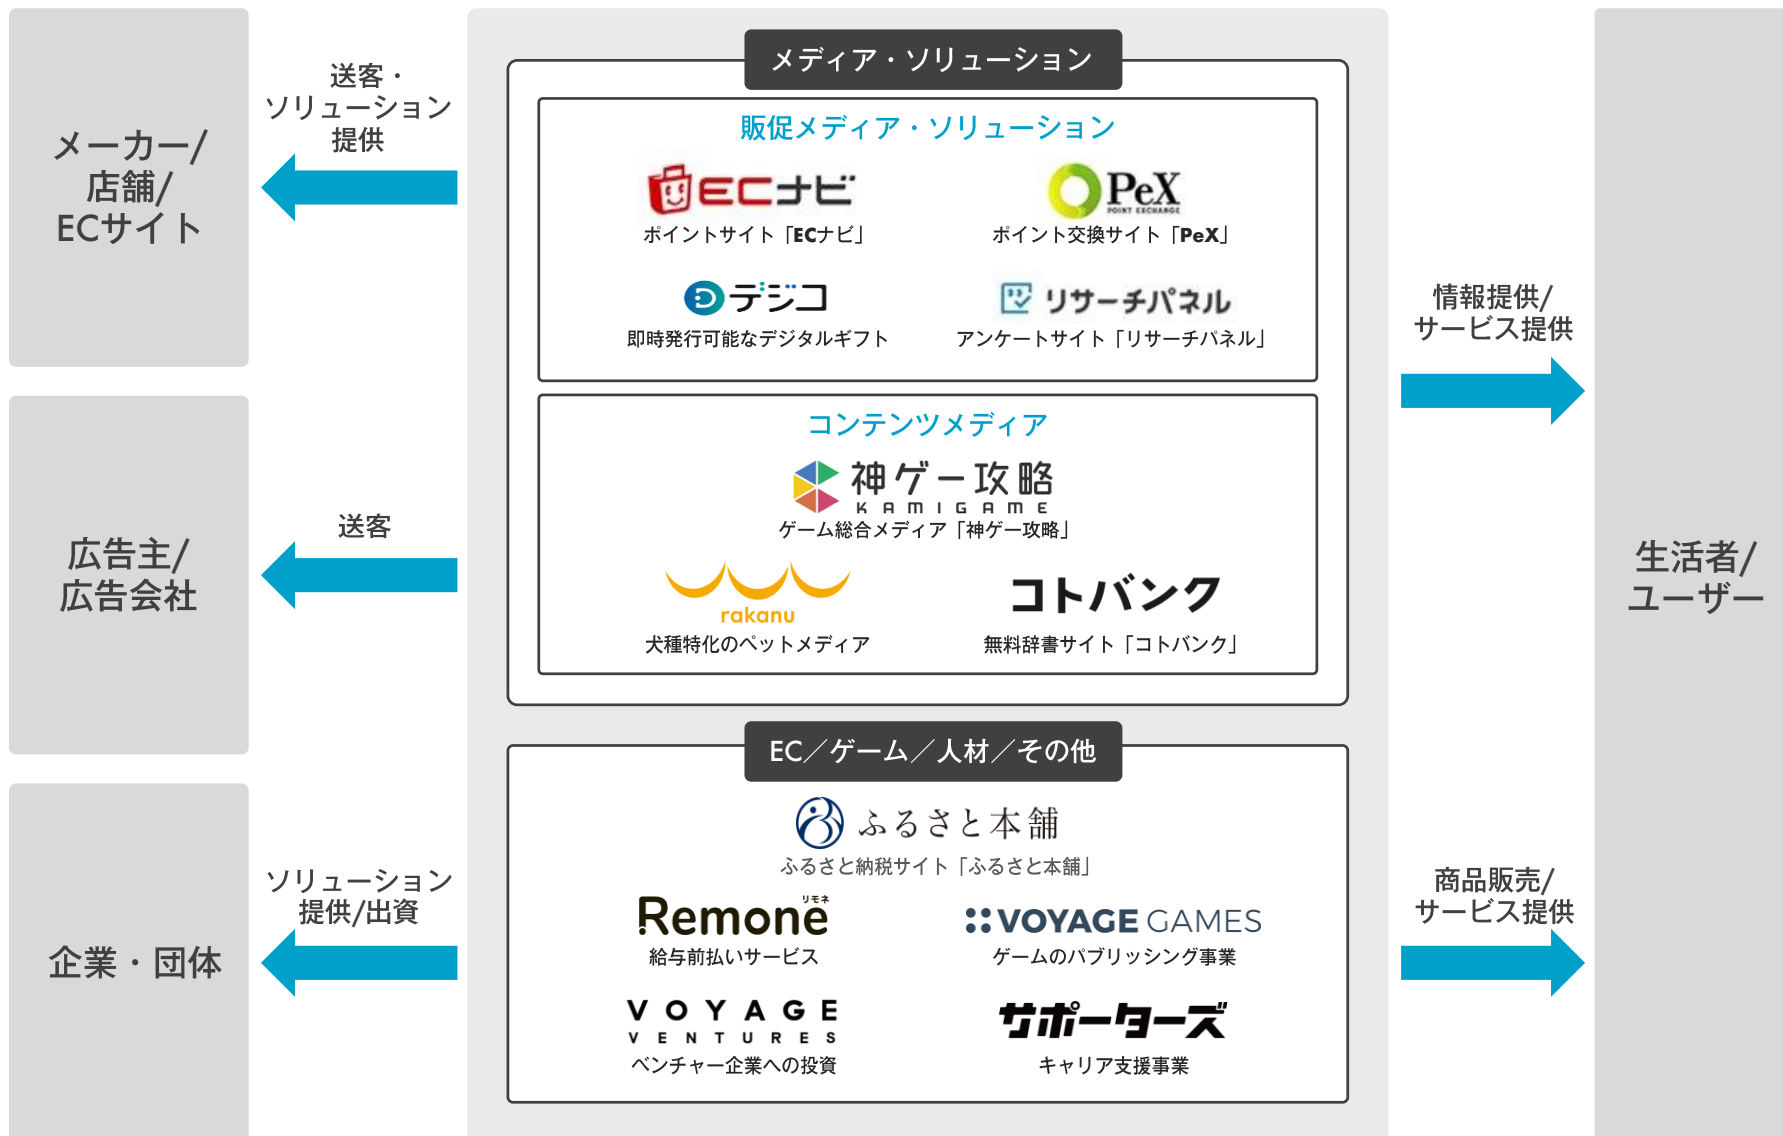 メーカー/
店舗/
ECサイト
送客・
ソリューション
提供
広告主/
広告会社
送客
企業・団体
ソリューション
提供/出資
メディア・ソリューション
販促メディア・ソリューション
ECナビ
ポイントサイト「ECナビ」
PeX
POINT EXCHANGE
ポイント交換サイト「PeX」
デジコ
即時発行可能なデジタルギフト
リサーチパネル
アンケートサイト「リサーチパネル」
コンテンツメディア
神ゲー攻略
KAMIGAME
ゲーム総合メディア「神ゲー攻略」
rakanu
犬種特化のペットメディア
コトバンク
無料辞書サイト「コトバンク」
EC／ゲーム／人材／その他
ふるさと本舗
ふるさと納税サイト「ふるさと本舗」
リモネ
Remone
給与前払いサービス
VOYAGE GAMES
ゲームのパブリッシング事業
VOYAGE
VENTURES
ベンチャー企業への投資
サポーターズ
キャリア支援事業
情報提供/
サービス提供
商品販売/
サービス提供
生活者/
ユーザー